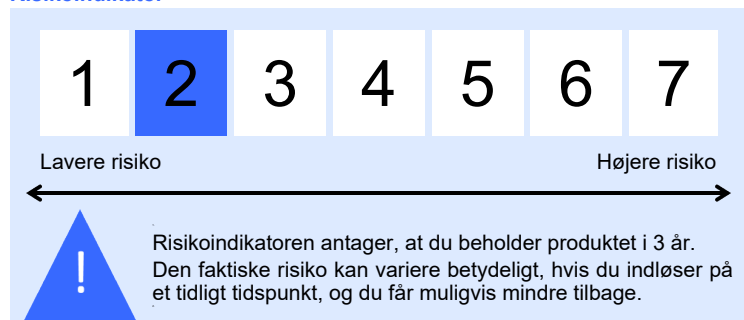 1 2 3 4 5 6 7
Lavere risiko Højere risiko
!
Risikoindikatoren antager, at du beholder produktet i 3 år.
Den faktiske risiko kan variere betydeligt, hvis du indløser på
et tidligt tidspunkt, og du får muligvis mindre tilbage.